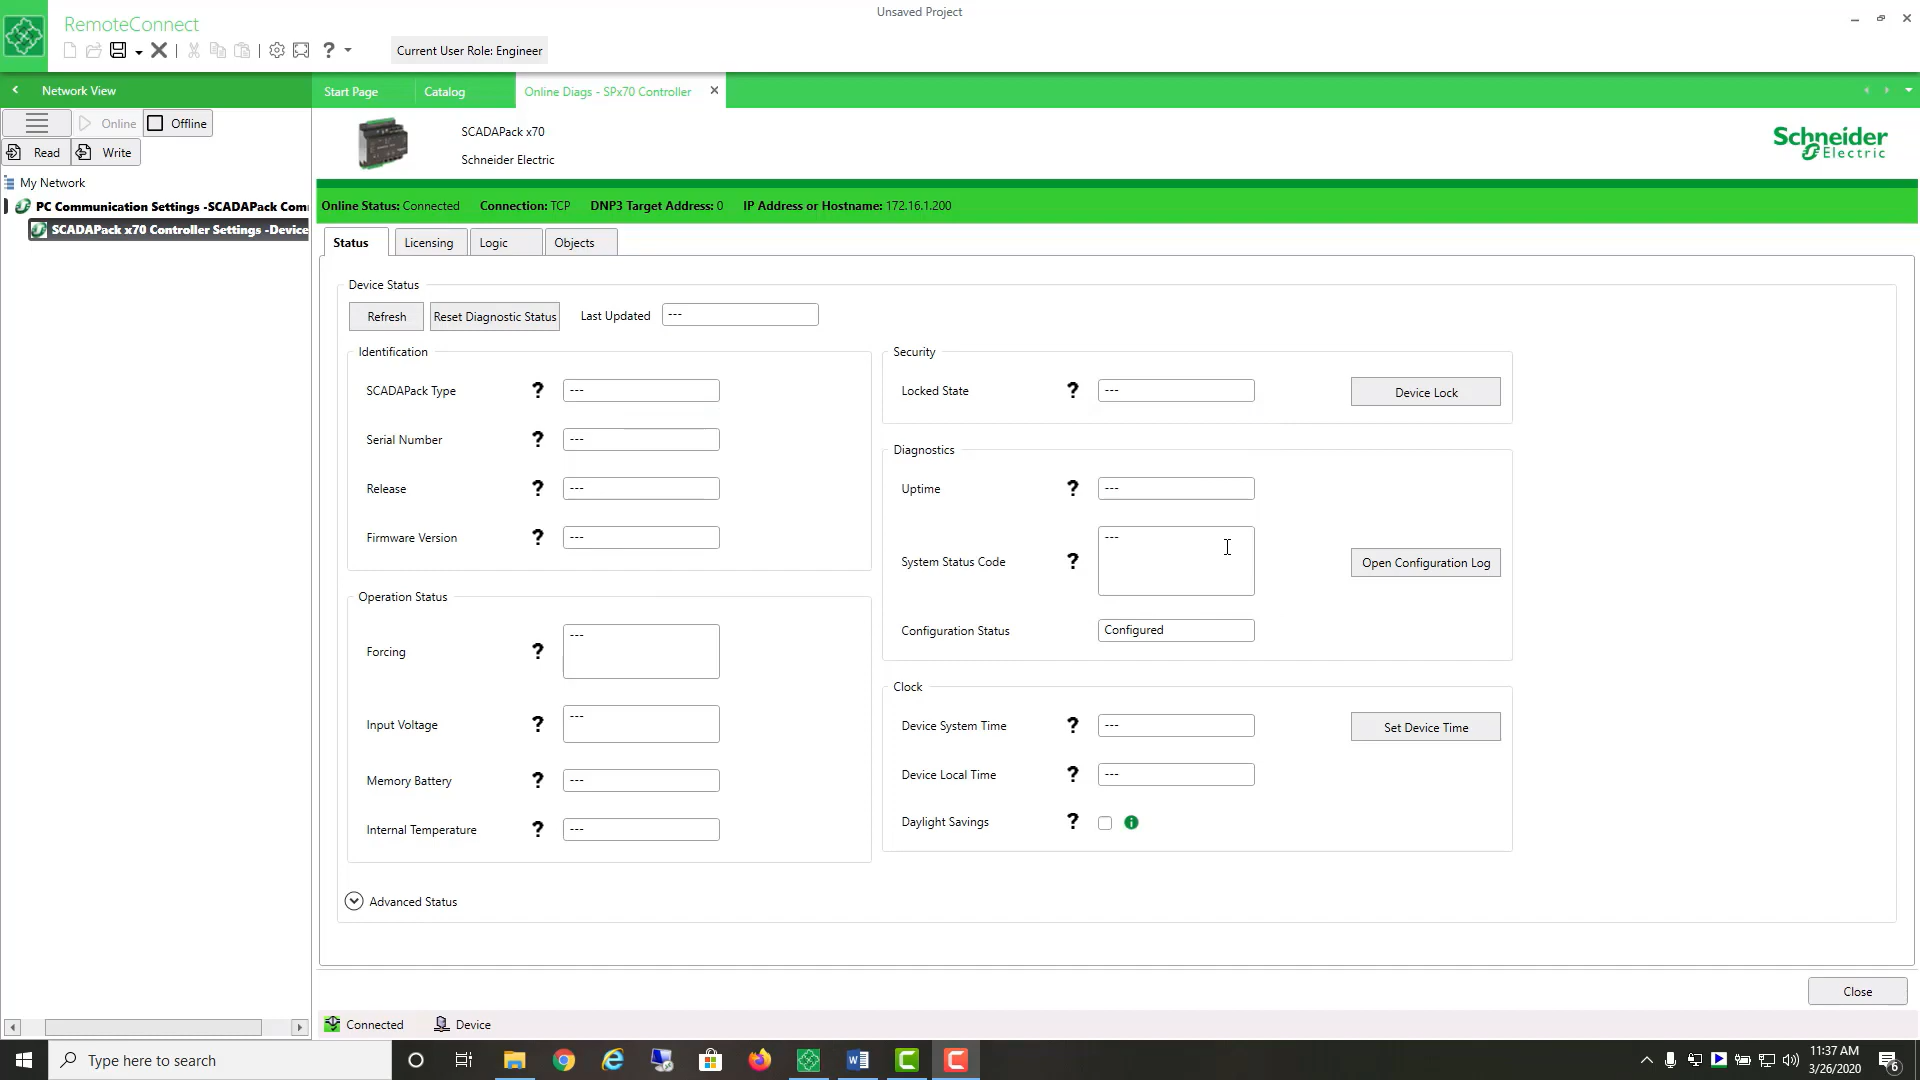 Unsaved Project
RemoteConnect
Current User Role: Engineer
Network View
Start Page
Catalog
Online Diags - SPx70 Controller
Online
Offline
Read
Write
My Network
PC Communication Settings -SCADAPack Com
SCADAPack x70 Controller Settings -Device
SCADAPack x70
Schneider Electric
Schneider
Electric
Online Status: Connected Connection: TCP DNP3 Target Address: 0 IP Address or Hostname: 172.16.1.200
Status
Licensing
Logic
Objects
Device Status
Refresh
Reset Diagnostic Status
Last Updated
---
Identification
SCADAPack Type ? ---
Serial Number ? ---
Release ? ---
Firmware Version ? ---
Operation Status
Forcing ? ---
Input Voltage ? ---
Memory Battery ? ---
Internal Temperature ? ---
Security
Locked State ? --- Device Lock
Diagnostics
Uptime ? ---
System Status Code ? --- Open Configuration Log
Configuration Status Configured
Clock
Device System Time ? --- Set Device Time
Device Local Time ? ---
Daylight Savings ?
Advanced Status
Close
Connected
Device
Type here to search
11:37 AM
3/26/2020
6